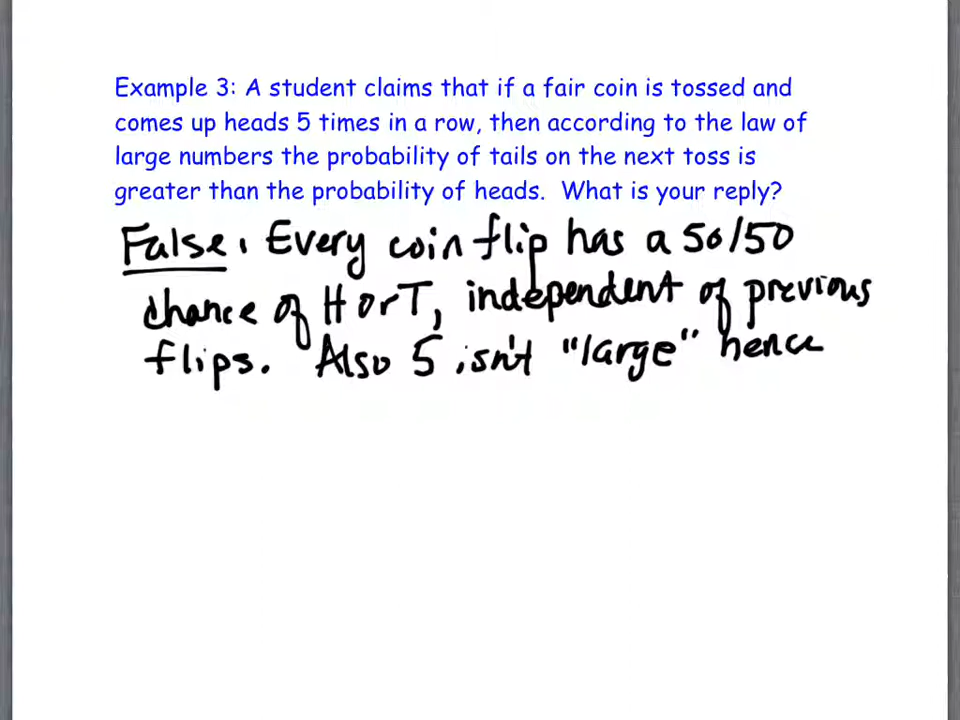 Example 3: A student claims that if a fair coin is tossed and
comes up heads 5 times in a row, then according to the law of
large numbers the probability of tails on the next toss is
greater than the probability of heads.  What is your reply?
False. Every coin flip has a 50/50
chance of H or T, independent of previous
flips. Also 5 isn't "large" hence